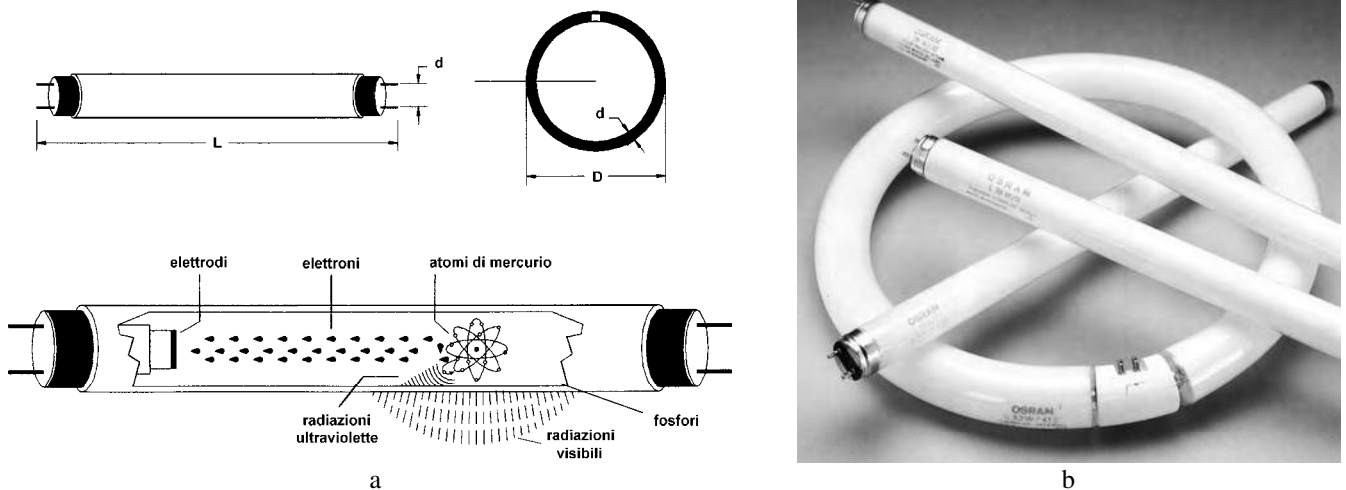 d
L
d
D
elettrodi
elettroni
atomi di mercurio
radiazioni
ultraviolette
radiazioni
visibili
fosfori
OSRAM
OSRAM
OSRAM
OSRAM
a
b